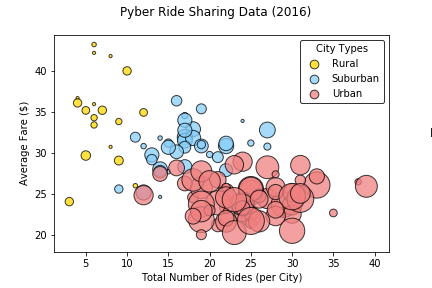 Pyber Ride Sharing Data (2016)
City Types
Rural
Suburban
Urban
Average Fare ($)
40
35
30
25
20
5 10 15 20 25 30 35 40
Total Number of Rides (per City)